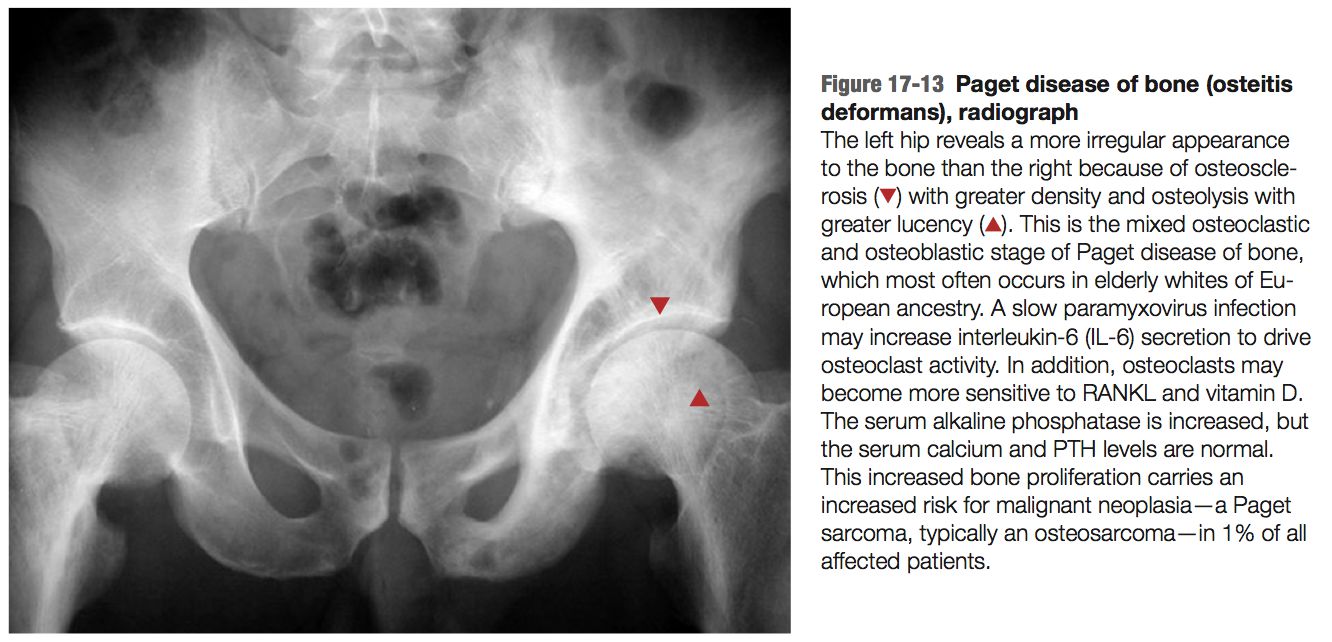 Figure 17-13 Paget disease of bone (osteitis
deformans), radiograph
The left hip reveals a more irregular appearance
to the bone than the right because of osteoscle-
rosis (▼) with greater density and osteolysis with
greater lucency (▲). This is the mixed osteoclastic
and osteoblastic stage of Paget disease of bone,
which most often occurs in elderly whites of Eu-
ropean ancestry. A slow paramyxovirus infection
may increase interleukin-6 (IL-6) secretion to drive
osteoclast activity. In addition, osteoclasts may
become more sensitive to RANKL and vitamin D.
The serum alkaline phosphatase is increased, but
the serum calcium and PTH levels are normal.
This increased bone proliferation carries an
increased risk for malignant neoplasia—a Paget
sarcoma, typically an osteosarcoma—in 1% of all
affected patients.